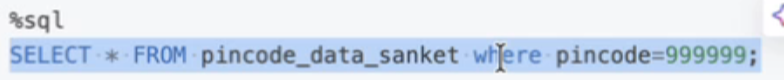 %sql
SELECT * FROM pincode_data_sanket where pincode=999999;